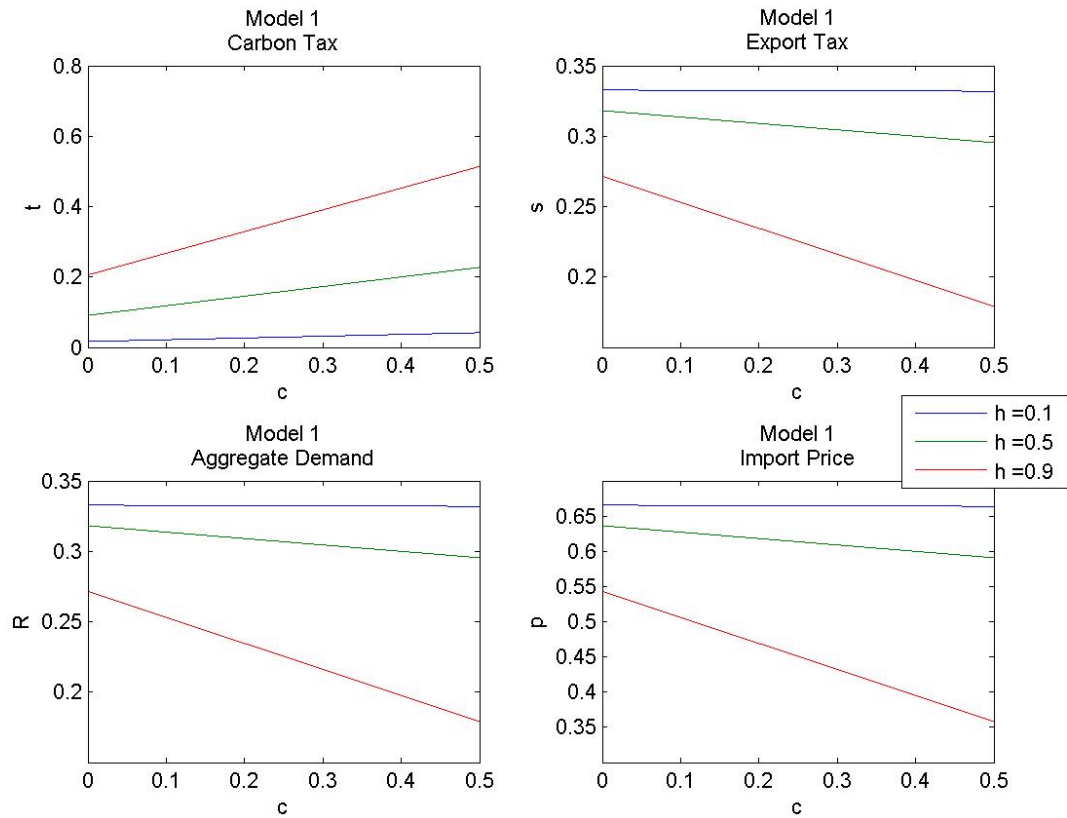 Model 1
Carbon Tax
0.8
0.6
0.4
0.2
0
t
0 0.1 0.2 0.3 0.4 0.5
c
Model 1
Export Tax
0.35
0.3
0.25
0.2
s
0 0.1 0.2 0.3 0.4 0.5
c
Model 1
Aggregate Demand
0.35
0.3
0.25
0.2
R
0 0.1 0.2 0.3 0.4 0.5
c
Model 1
Import Price
0.65
0.6
0.55
0.5
0.45
0.4
0.35
p
0 0.1 0.2 0.3 0.4 0.5
c
h =0.1
h =0.5
h =0.9